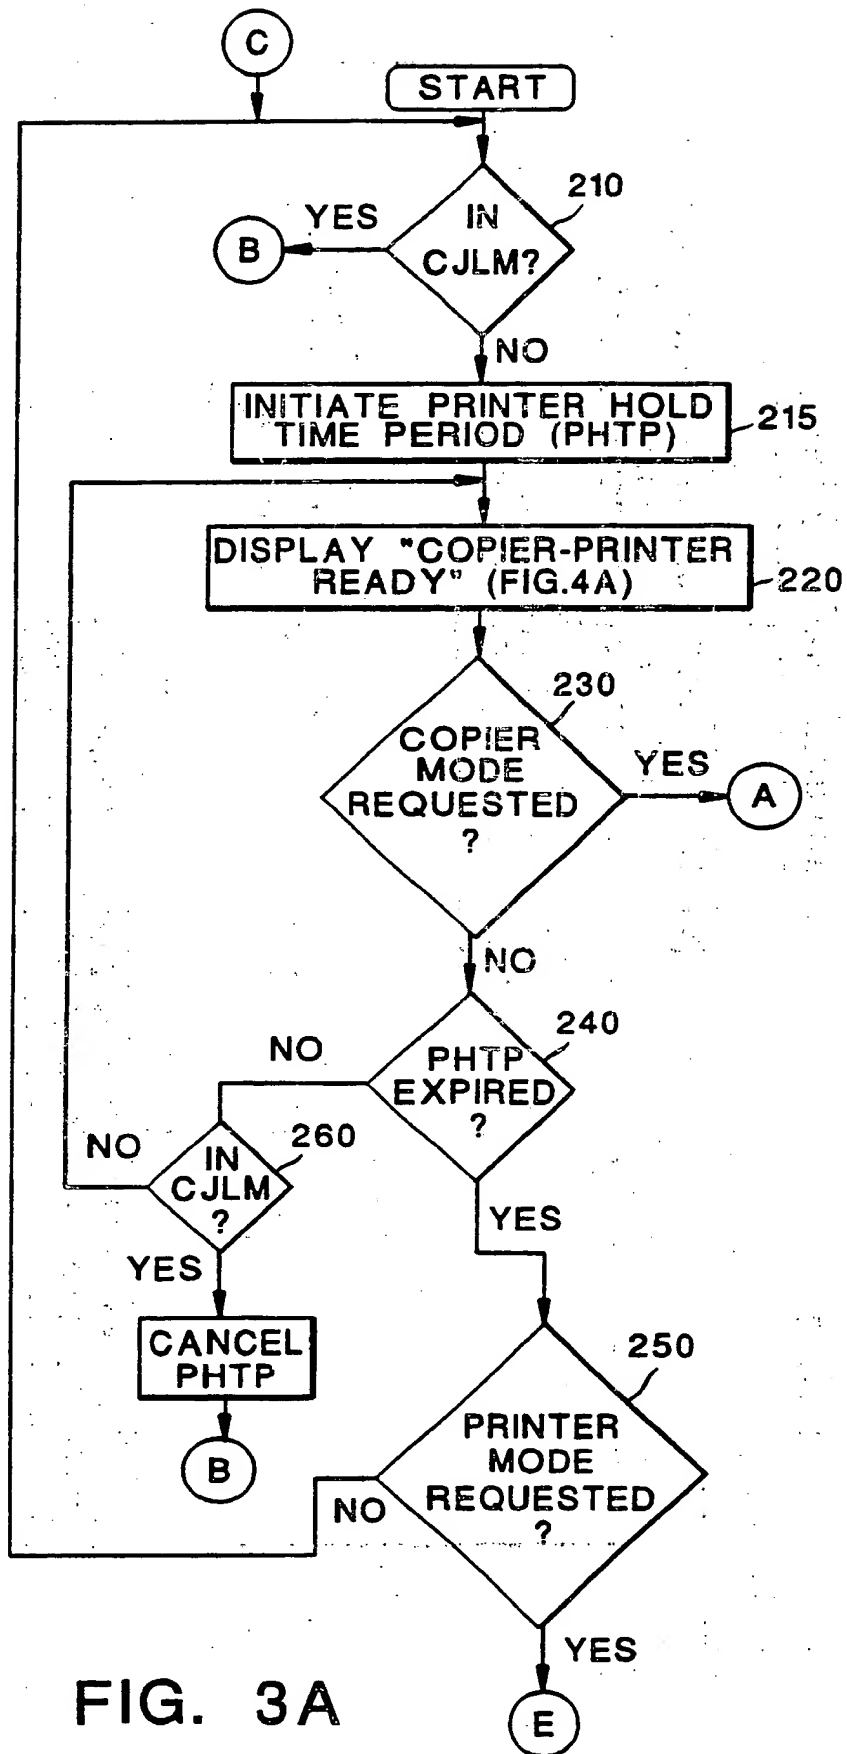 C
START
210
IN
CJLM?
YES
B
NO
INITIATE PRINTER HOLD
TIME PERIOD (PHTP)
215
DISPLAY "COPIER-PRINTER
READY" (FIG.4A)
220
230
COPIER
MODE
REQUESTED
?
YES
A
NO
240
PHTP
EXPIRED
?
NO
260
IN
CJLM
?
NO
YES
YES
CANCEL
PHTP
B
250
PRINTER
MODE
REQUESTED
?
NO
YES
E
FIG. 3A